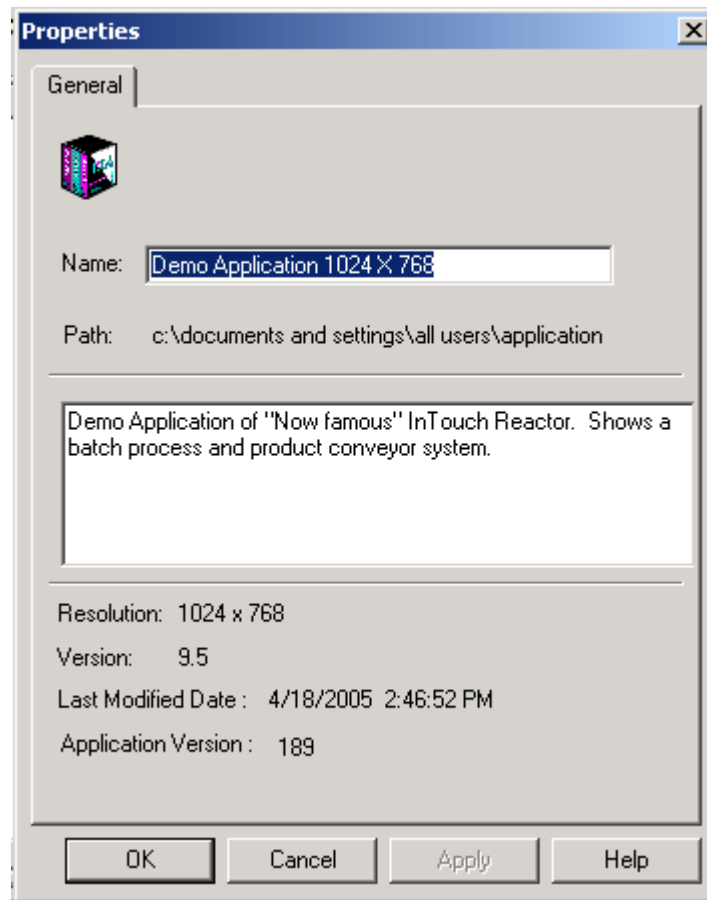 Properties
General
Name: Demo Application 1024 X 768
Path: c:\documents and settings\all users\application
Demo Application of "Now famous" InTouch Reactor. Shows a
batch process and product conveyor system.
Resolution: 1024 x 768
Version: 9.5
Last Modified Date : 4/18/2005 2:46:52 PM
Application Version : 189
OK Cancel Apply Help